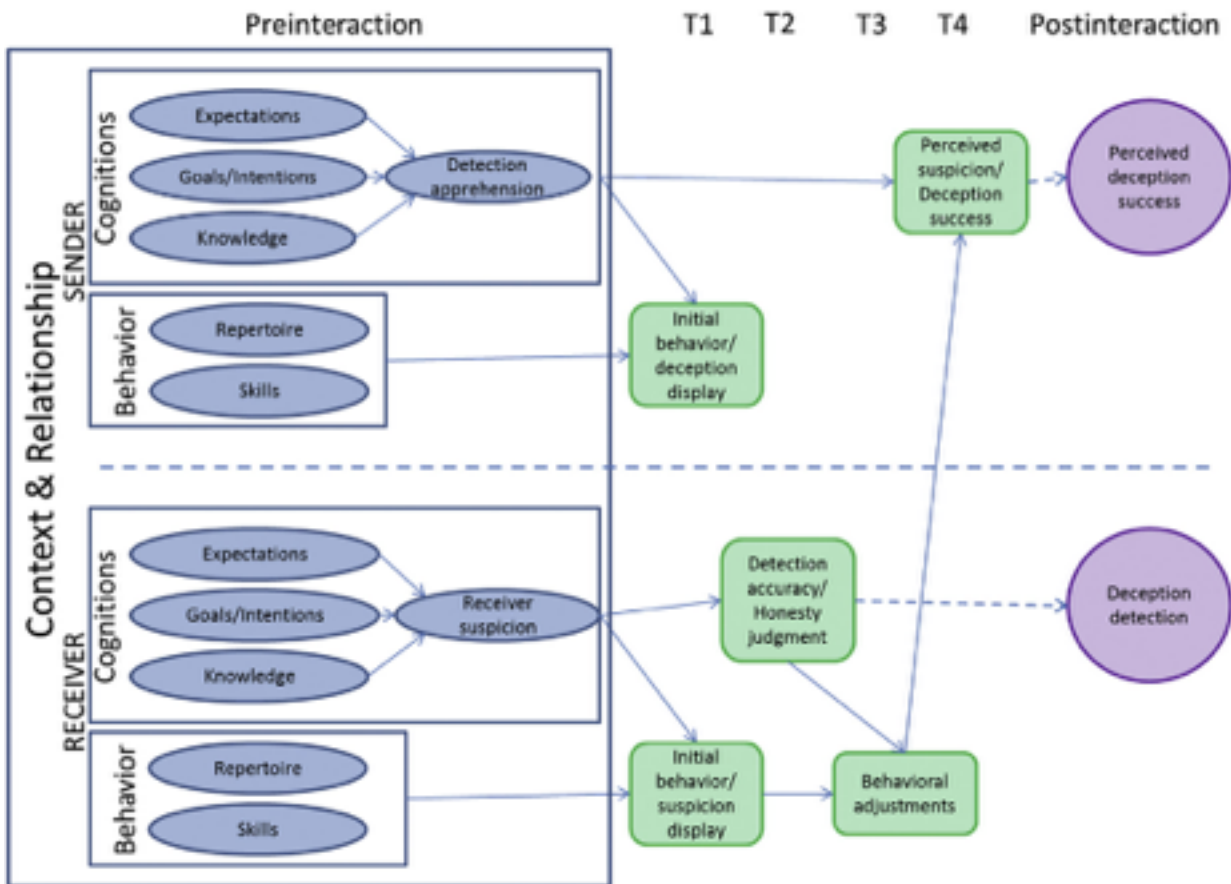 Preinteraction T1 T2 T3 T4 Postinteraction
Context & Relationship
SENDER
Cognitions
Expectations
Goals/Intentions
Knowledge
Detection
apprehension
Perceived
suspicion/
Deception
success
Perceived
deception
success
Behavior
Repertoire
Skills
Initial
behavior/
deception
display
RECEIVER
Cognitions
Expectations
Goals/Intentions
Knowledge
Receiver
suspicion
Detection
accuracy/
Honesty
judgment
Deception
detection
Behavior
Repertoire
Skills
Initial
behavior/
suspicion
display
Behavioral
adjustments